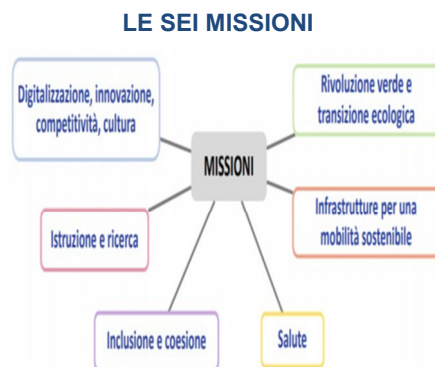 LE SEI MISSIONI
Digitalizzazione, innovazione,
competitività, cultura
Rivoluzione verde e
transizione ecologica
MISSIONI
Istruzione e ricerca
Infrastrutture per una
mobilità sostenibile
Inclusione e coesione
Salute